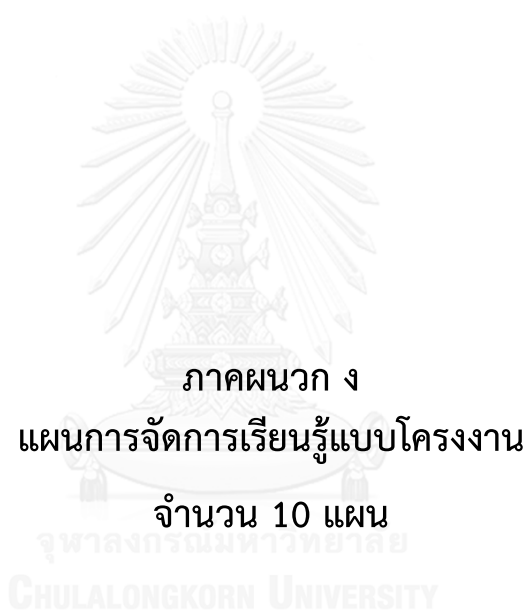 ภาคผนวก ง
แผนการจัดการเรียนรู้แบบโครงงาน
จำนวน 10 แผน
จุฬาลงกรณ์มหาวิทยาลัย
CHULALONGKORN UNIVERSITY